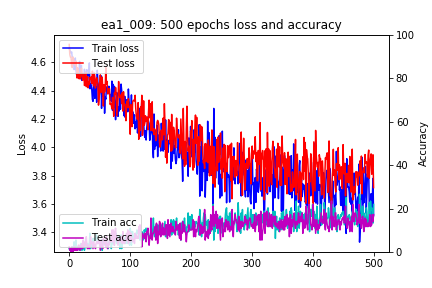 ea1_009: 500 epochs loss and accuracy
Train loss
Test loss
Train acc
Test acc
Loss
4.6
4.4
4.2
4.0
3.8
3.6
3.4
Accuracy
100
80
60
40
20
0
0
100
200
300
400
500